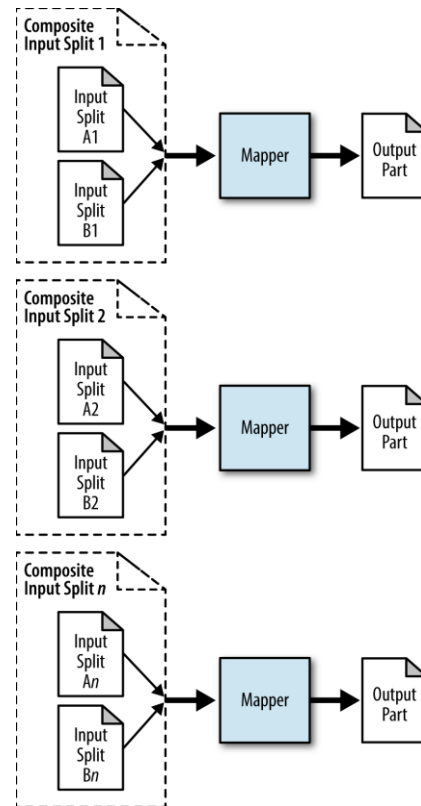 Composite
Input Split 1
Input
Split
A1
Input
Split
B1
Mapper
Output
Part
Composite
Input Split 2
Input
Split
A2
Input
Split
B2
Mapper
Output
Part
Composite
Input Split n
Input
Split
An
Input
Split
Bn
Mapper
Output
Part